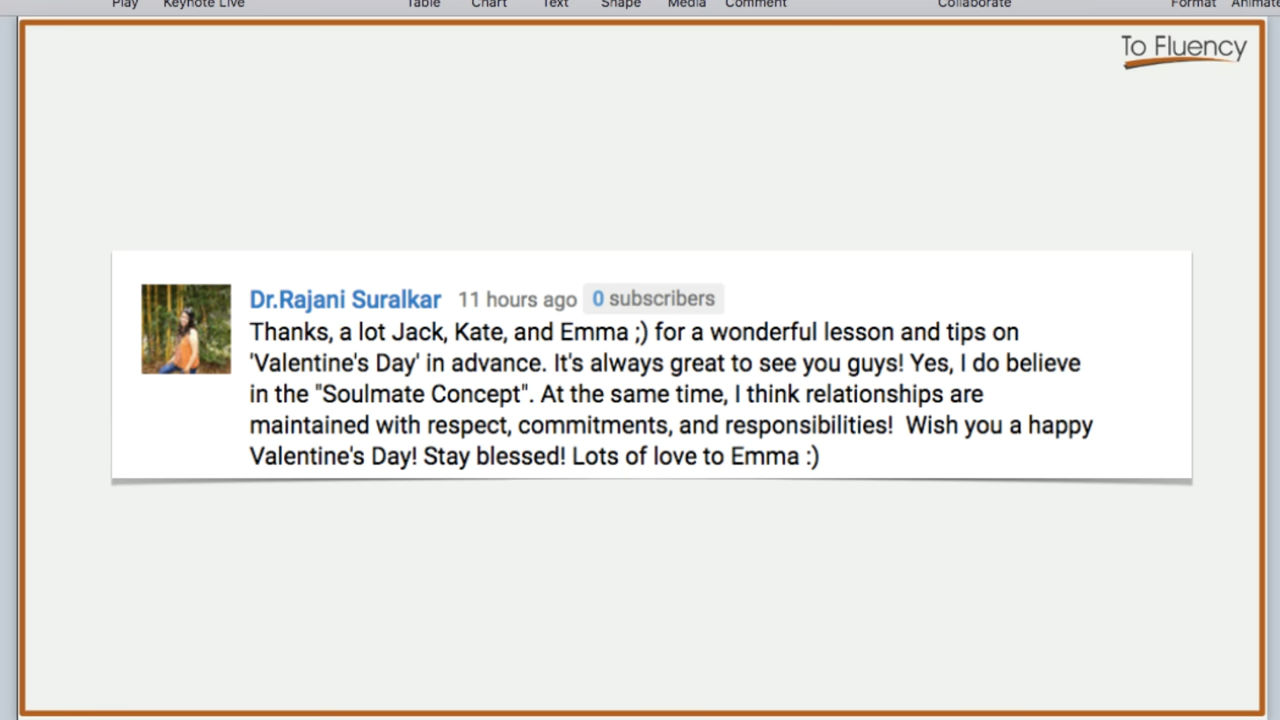 Play Keynote Live Table Chart Text Shape Media Comment Collaborate Format Animate
To Fluency
Dr.Rajani Suralkar 11 hours ago 0 subscribers
Thanks, a lot Jack, Kate, and Emma ;) for a wonderful lesson and tips on
'Valentine's Day' in advance. It's always great to see you guys! Yes, I do believe
in the "Soulmate Concept". At the same time, I think relationships are
maintained with respect, commitments, and responsibilities!  Wish you a happy
Valentine's Day! Stay blessed! Lots of love to Emma :)